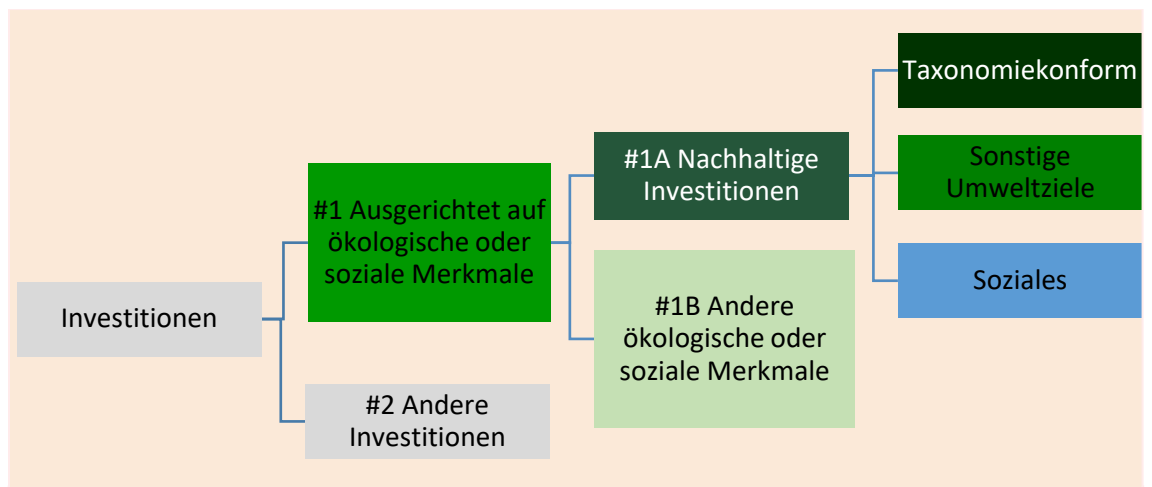 Investitionen
#1 Ausgerichtet auf
ökologische oder
soziale Merkmale
#2 Andere
Investitionen
#1A Nachhaltige
Investitionen
#1B Andere
ökologische oder
soziale Merkmale
Taxonomiekonform
Sonstige
Umweltziele
Soziales